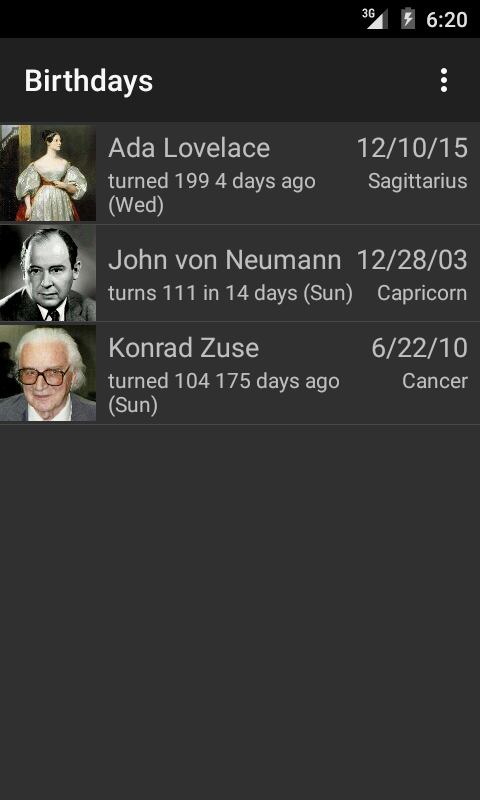 3G 6:20
Birthdays
Ada Lovelace 12/10/15
turned 199 4 days ago Sagittarius
(Wed)
John von Neumann 12/28/03
turns 111 in 14 days (Sun) Capricorn
Konrad Zuse 6/22/10
turned 104 175 days ago Cancer
(Sun)